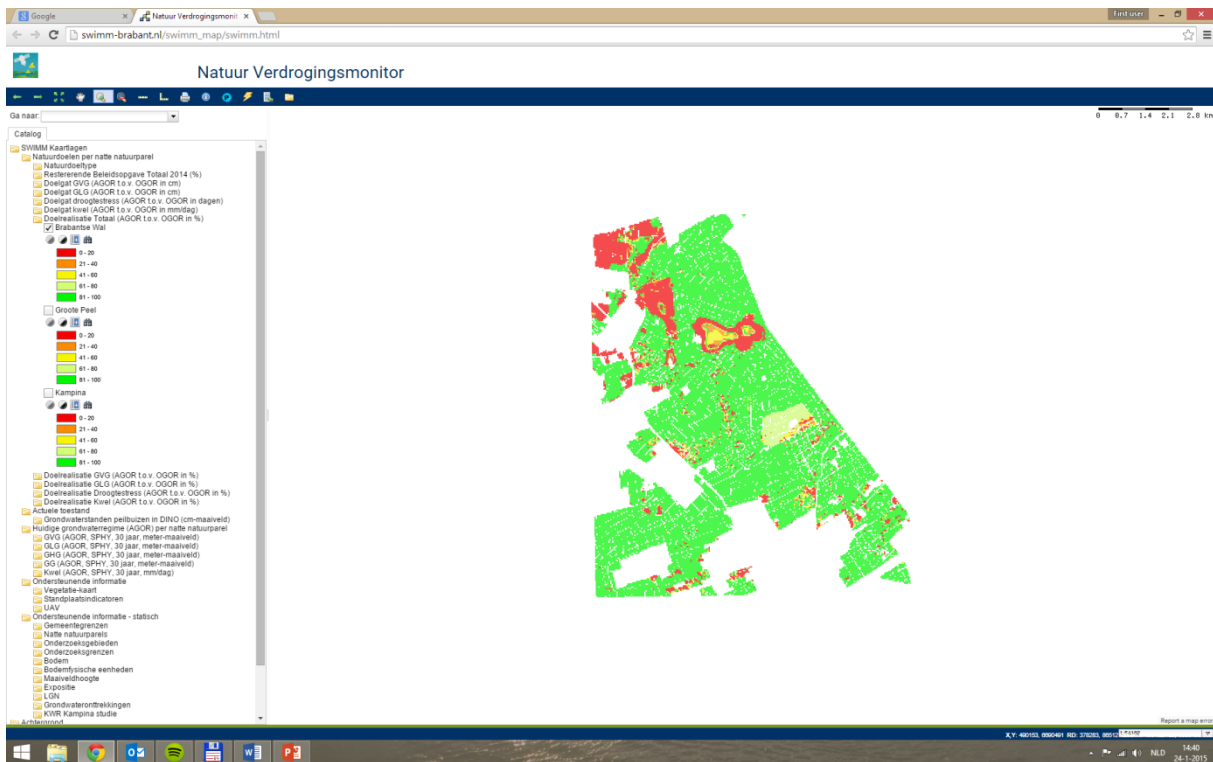 Google
Natuur Verdrogingsmonit
First user
swimm-brabant.nl/swimm_map/swimm.html
Natuur Verdrogingsmonitor
Ga naar:
Catalog
0 0.7 1.4 2.1 2.8 km
SWIMM Kaartlagen
Natuurdoelen per natte natuurparel
Natuurdoeltype
Resterende Beleidsopgave Totaal 2014 (%)
Doelgat GVG (AGOR t.o.v. OGOR in cm)
Doelgat GLG (AGOR t.o.v. OGOR in cm)
Doelgat droogtestress (AGOR t.o.v. OGOR in dagen)
Doelgat kwel (AGOR t.o.v. OGOR in mm/dag)
Doelrealisatie Totaal (AGOR t.o.v. OGOR in %)
Brabantse Wal
0 - 20
21 - 40
41 - 60
61 - 80
81 - 100
Groote Peel
0 - 20
21 - 40
41 - 60
61 - 80
81 - 100
Kampina
0 - 20
21 - 40
41 - 60
61 - 80
81 - 100
Doelrealisatie GVG (AGOR t.o.v. OGOR in %)
Doelrealisatie GLG (AGOR t.o.v. OGOR in %)
Doelrealisatie Droogtestress (AGOR t.o.v. OGOR in %)
Doelrealisatie Kwel (AGOR t.o.v. OGOR in %)
Actuele toestand
Grondwaterstanden peilbuizen in DINO (cm-maaiveld)
Huidige grondwaterregime (AGOR) per natte natuurparel
GVG (AGOR, SPHY, 30 jaar, meter-maaiveld)
GLG (AGOR, SPHY, 30 jaar, meter-maaiveld)
GHG (AGOR, SPHY, 30 jaar, meter-maaiveld)
GG (AGOR, SPHY, 30 jaar, meter-maaiveld)
Kwel (AGOR, SPHY, 30 jaar, mm/dag)
Ondersteunende informatie
Vegetatie-kaart
Standplaatsindicatoren
UAV
Ondersteunende informatie - statisch
Gemeentegrenzen
Natte natuurparels
Onderzoeksgebieden
Onderzoeksgrenzen
Bodem
Bodemfysische eenheden
Maaiveldhoogte
Expositie
LGN
Grondwateronttrekkingen
KWR Kampina studie
Achtergrond
Report a map error
X,Y: 490153, 6690491 RD: 378283, 86512
NLD
14:40
24-1-2015